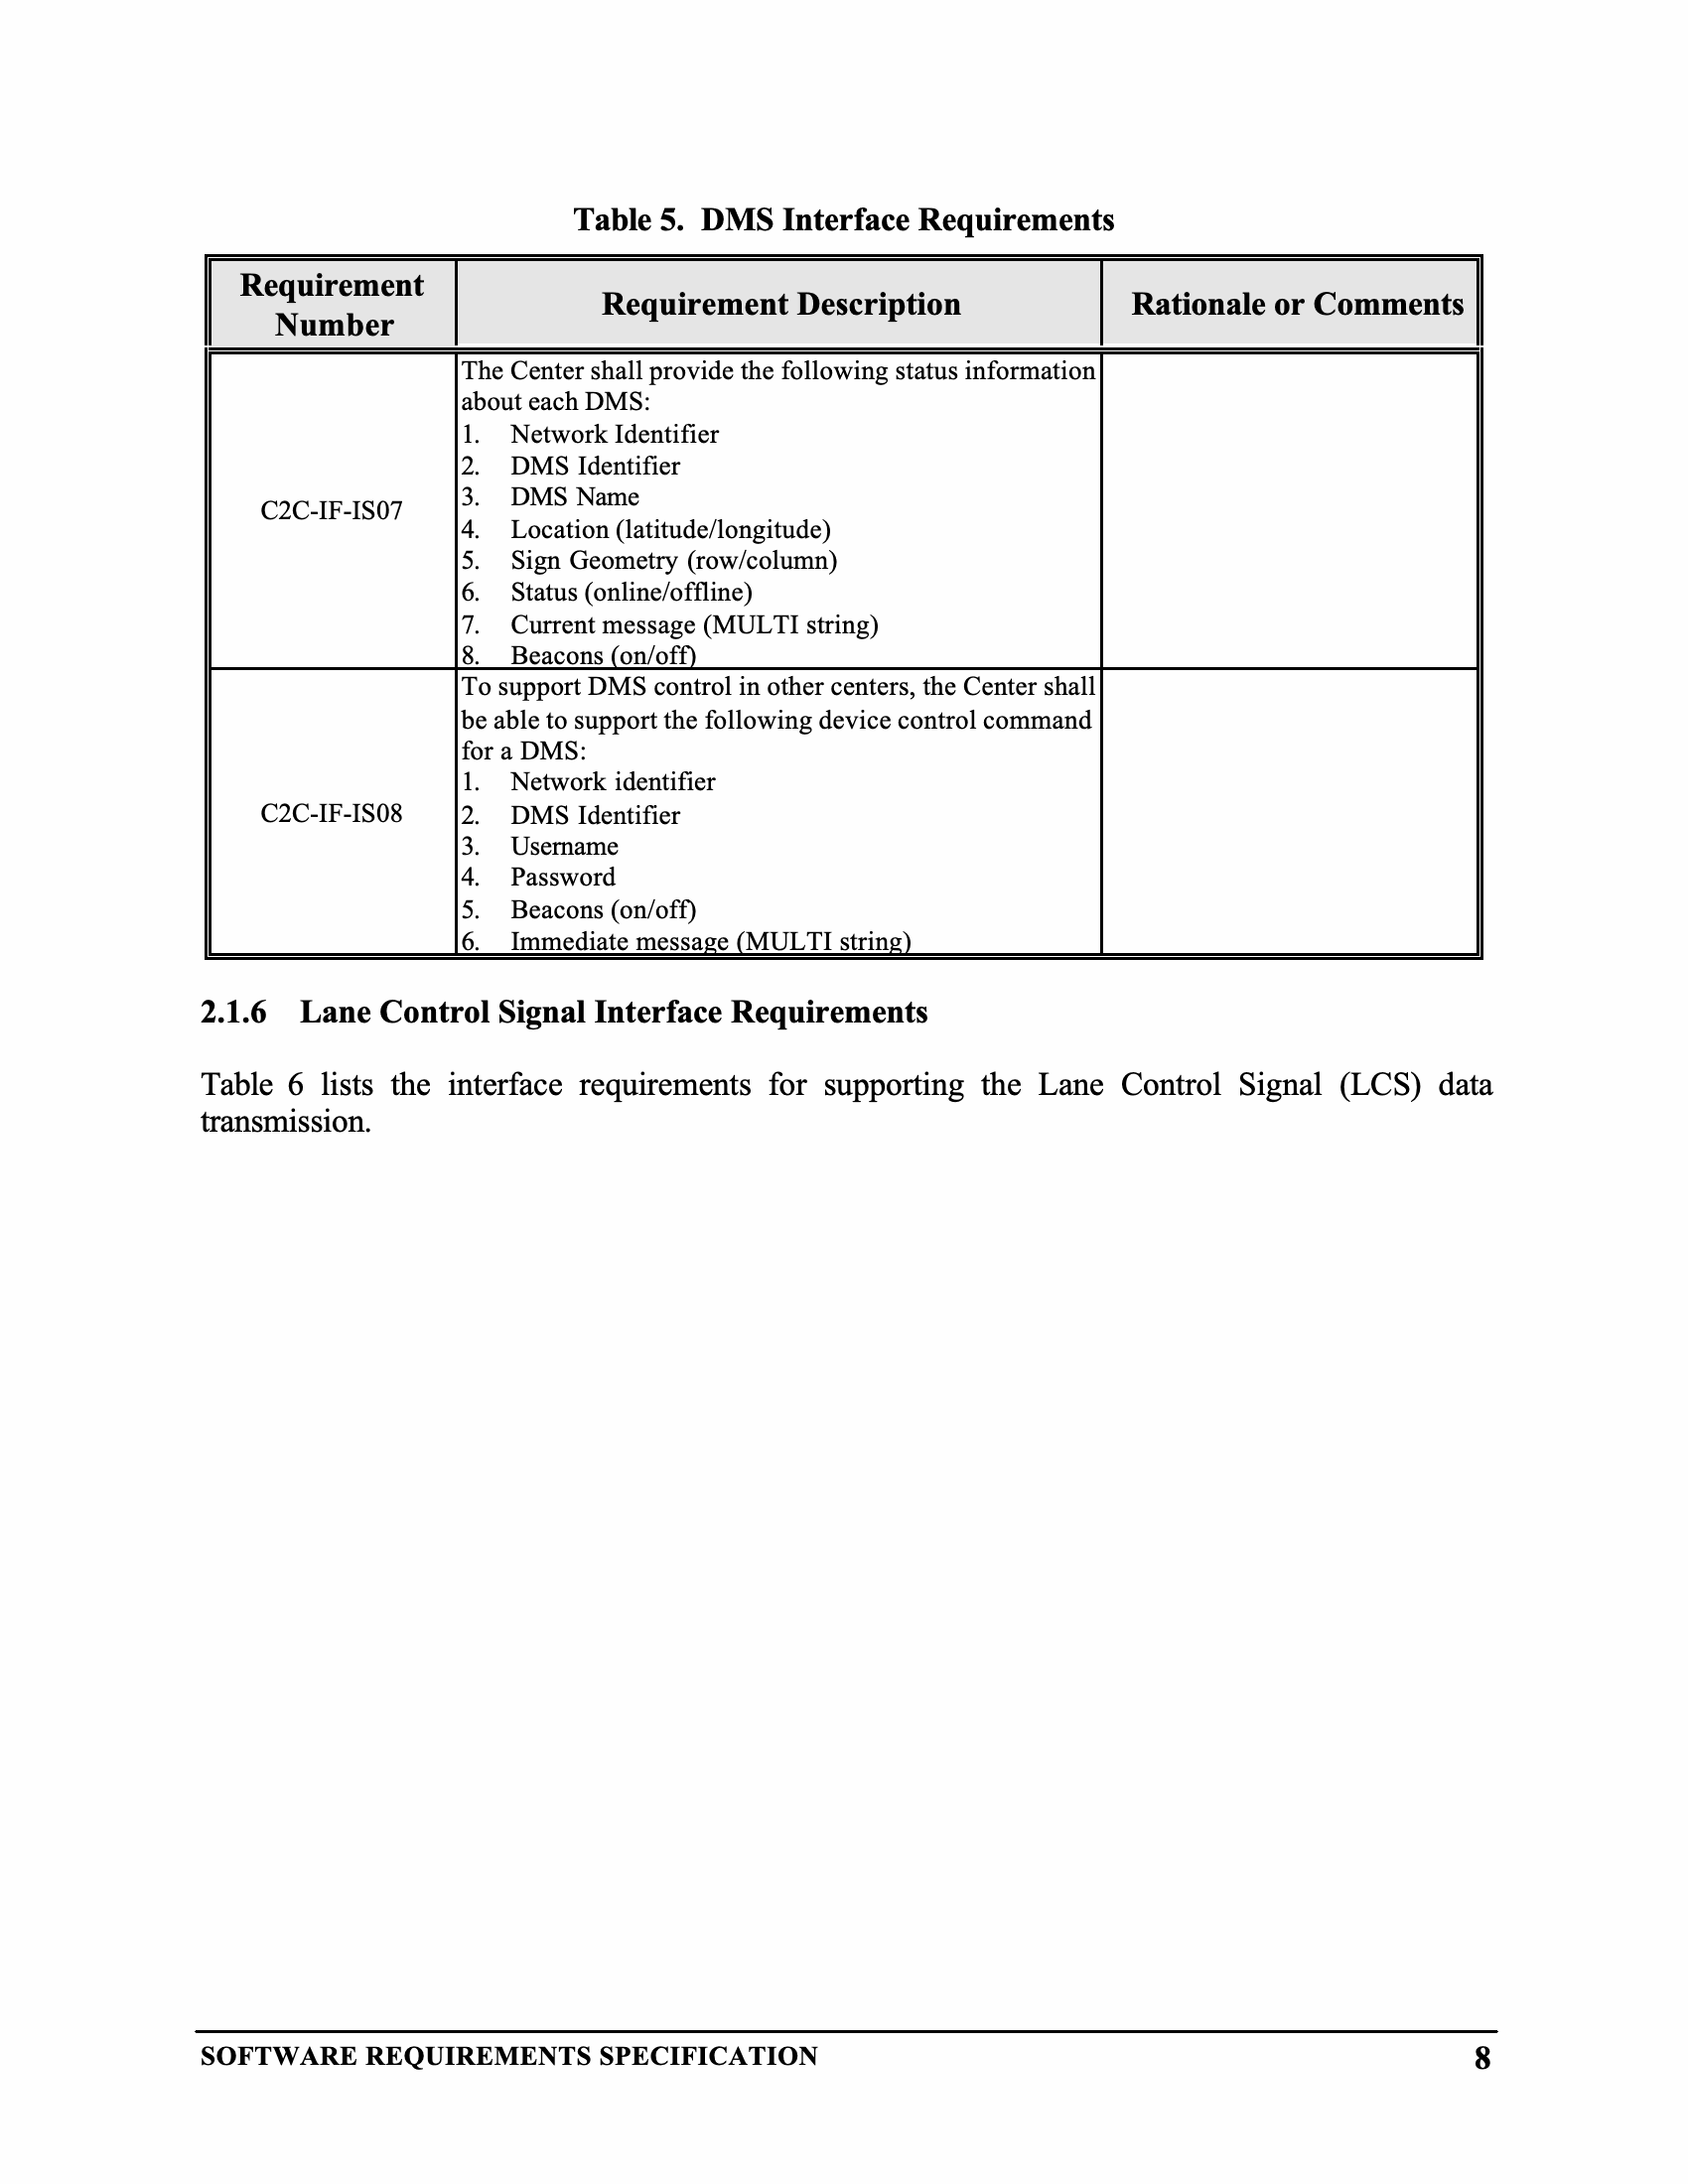 Table 5. DMS Interface Requirements
Requirement Number
Requirement Description
Rationale or Comments
C2C-IF-IS07
The Center shall provide the following status information
about each DMS:
1. Network Identifier
2. DMS Identifier
3. DMS Name
4. Location (latitude/longitude)
5. Sign Geometry (row/column)
6. Status (online/offline)
7. Current message (MULTI string)
8. Beacons (on/off)
C2C-IF-IS08
To support DMS control in other centers, the Center shall
be able to support the following device control command
for a DMS:
1. Network identifier
2. DMS Identifier
3. Username
4. Password
5. Beacons (on/off)
6. Immediate message (MULTI string)
2.1.6 Lane Control Signal Interface Requirements
Table 6 lists the interface requirements for supporting the Lane Control Signal (LCS) data
transmission.
SOFTWARE REQUIREMENTS SPECIFICATION 8